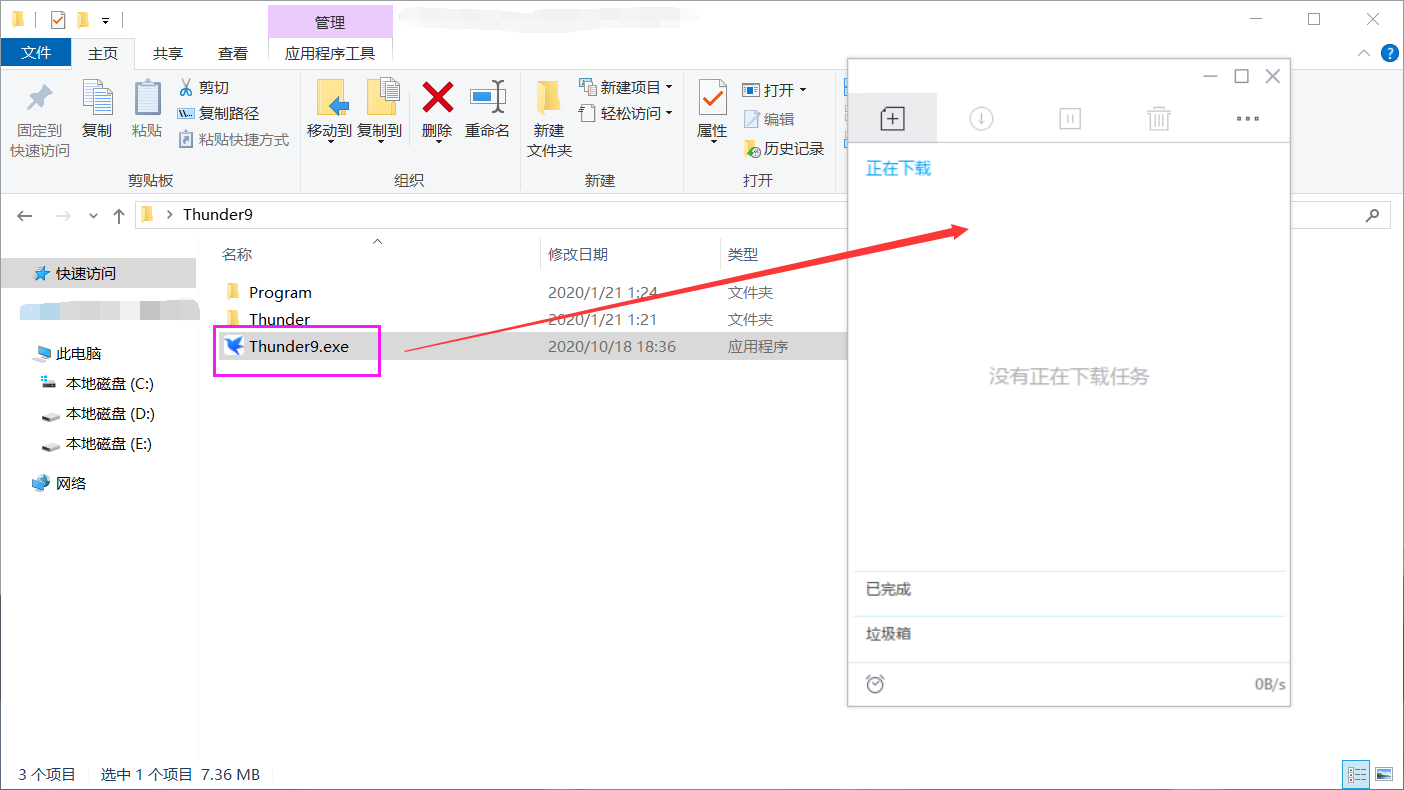 管理
文件
主页
共享
查看
应用程序工具
固定到
快速访问
复制
粘贴
剪切
复制路径
粘贴快捷方式
剪贴板
移动到
复制到
删除
重命名
组织
新建
文件夹
新建项目
轻松访问
新建
属性
打开
编辑
历史记录
打开
Thunder9
名称
修改日期
类型
快速访问
此电脑
本地磁盘 (C:)
本地磁盘 (D:)
本地磁盘 (E:)
网络
Program
2020/1/21 1:24
文件夹
Thunder
2020/1/21 1:21
文件夹
Thunder9.exe
2020/10/18 18:36
应用程序
正在下载
没有正在下载任务
已完成
垃圾箱
0B/s
3 个项目
选中 1 个项目 7.36 MB